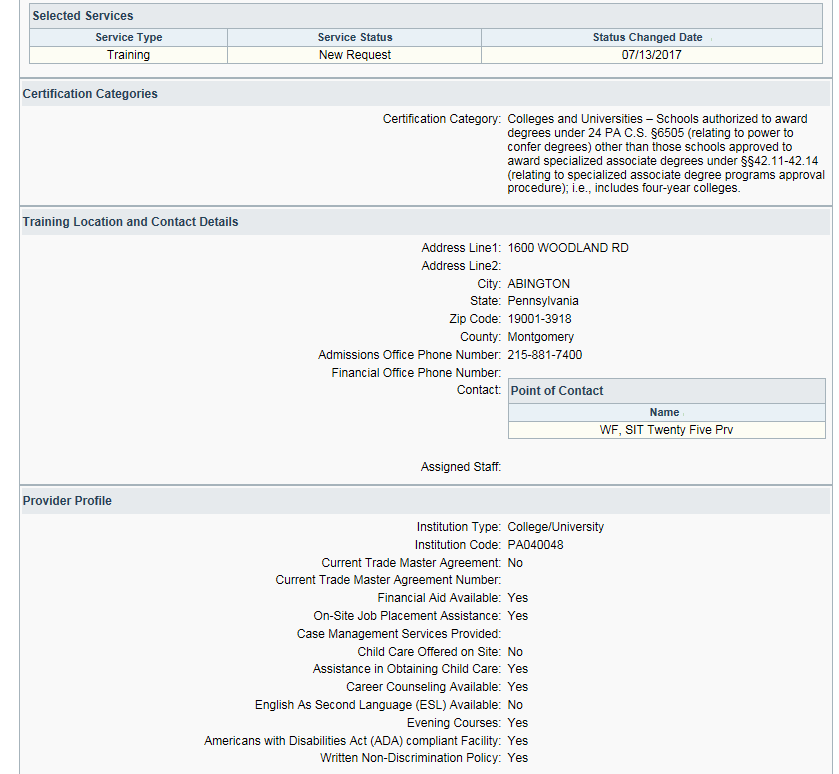 Selected Services
Service Type Service Status Status Changed Date
Training New Request 07/13/2017
Certification Categories
Certification Category: Colleges and Universities – Schools authorized to award
degrees under 24 PA C.S. §6505 (relating to power to
confer degrees) other than those schools approved to
award specialized associate degrees under §§42.11-42.14
(relating to specialized associate degree programs approval
procedure); i.e., includes four-year colleges.
Training Location and Contact Details
Address Line1: 1600 WOODLAND RD
Address Line2:
City: ABINGTON
State: Pennsylvania
Zip Code: 19001-3918
County: Montgomery
Admissions Office Phone Number: 215-881-7400
Financial Office Phone Number:
Contact: Point of Contact
Name
WF, SIT Twenty Five Prv
Assigned Staff:
Provider Profile
Institution Type: College/University
Institution Code: PA040048
Current Trade Master Agreement: No
Current Trade Master Agreement Number:
Financial Aid Available: Yes
On-Site Job Placement Assistance: Yes
Case Management Services Provided:
Child Care Offered on Site: No
Assistance in Obtaining Child Care: Yes
Career Counseling Available: Yes
English As Second Language (ESL) Available: No
Evening Courses: Yes
Americans with Disabilities Act (ADA) compliant Facility: Yes
Written Non-Discrimination Policy: Yes